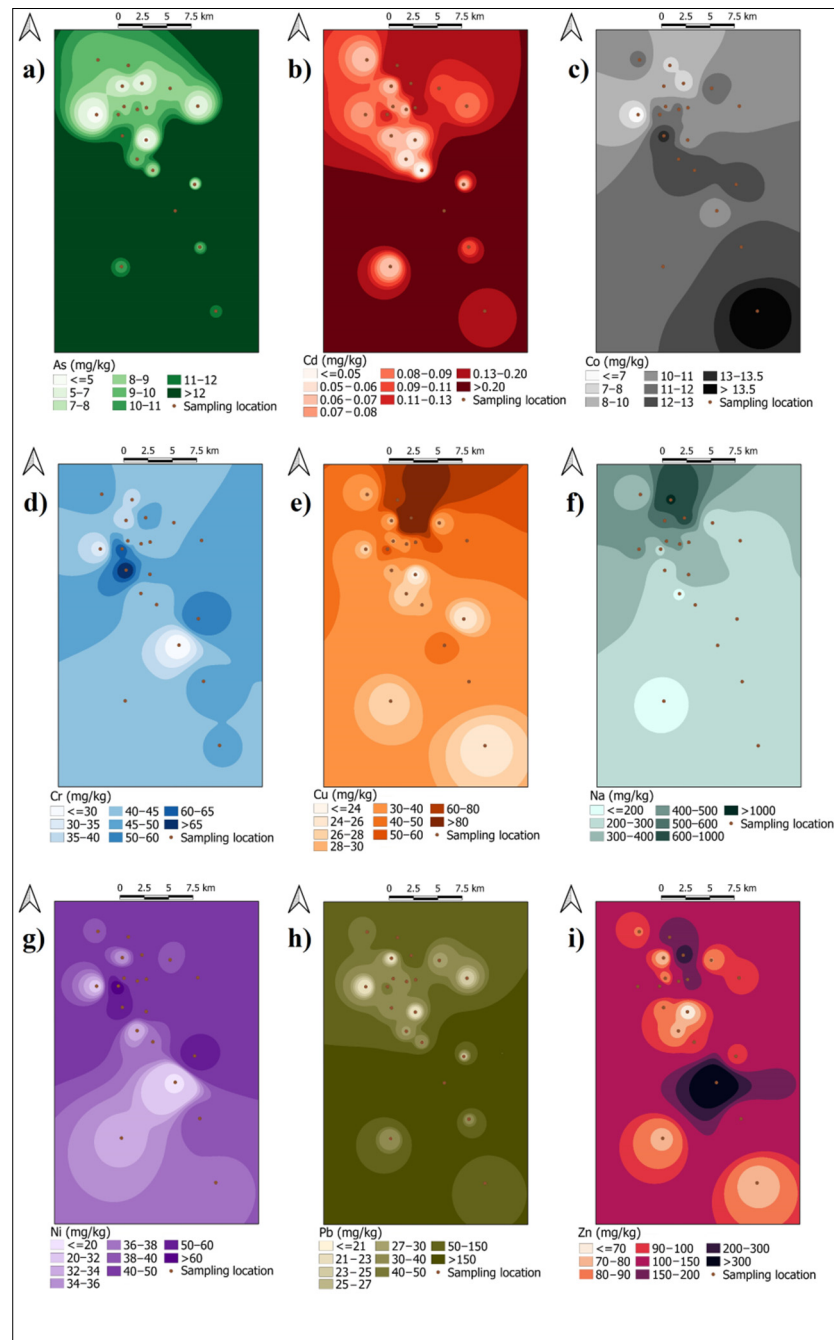 0 2.5 5 7.5 km
0 2.5 5 7.5 km
0 2.5 5 7.5 km
a)
b)
c)
As (mg/kg)
<=5 8–9 11–12
5–7 9–10 >12
7–8 10–11 Sampling location
Cd (mg/kg)
<=0.05 0.08–0.09 0.13–0.20
0.05–0.06 0.09–0.11 >0.20
0.06–0.07 0.11–0.13 Sampling location
0.07–0.08
Co (mg/kg)
<=7 10–11 13–13.5
7–8 11–12 > 13.5
8–10 12–13 Sampling location
0 2.5 5 7.5 km
0 2.5 5 7.5 km
0 2.5 5 7.5 km
d)
e)
f)
Cr (mg/kg)
<=30 40–45 60–65
30–35 45–50 >65
35–40 50–60 Sampling location
Cu (mg/kg)
<=24 30–40 60–80
24–26 40–50 >80
26–28 50–60 Sampling location
28–30
Na (mg/kg)
<=200 400–500 >1000
200–300 500–600 Sampling location
300–400 600–1000
0 2.5 5 7.5 km
0 2.5 5 7.5 km
0 2.5 5 7.5 km
g)
h)
i)
Ni (mg/kg)
<=20 36–38 50–60
20–32 38–40 >60
32–34 40–50 Sampling location
34–36
Pb (mg/kg)
<=21 27–30 50–150
21–23 30–40 >150
23–25 40–50 Sampling location
25–27
Zn (mg/kg)
<=70 90–100 200–300
70–80 100–150 >300
80–90 150–200 Sampling location